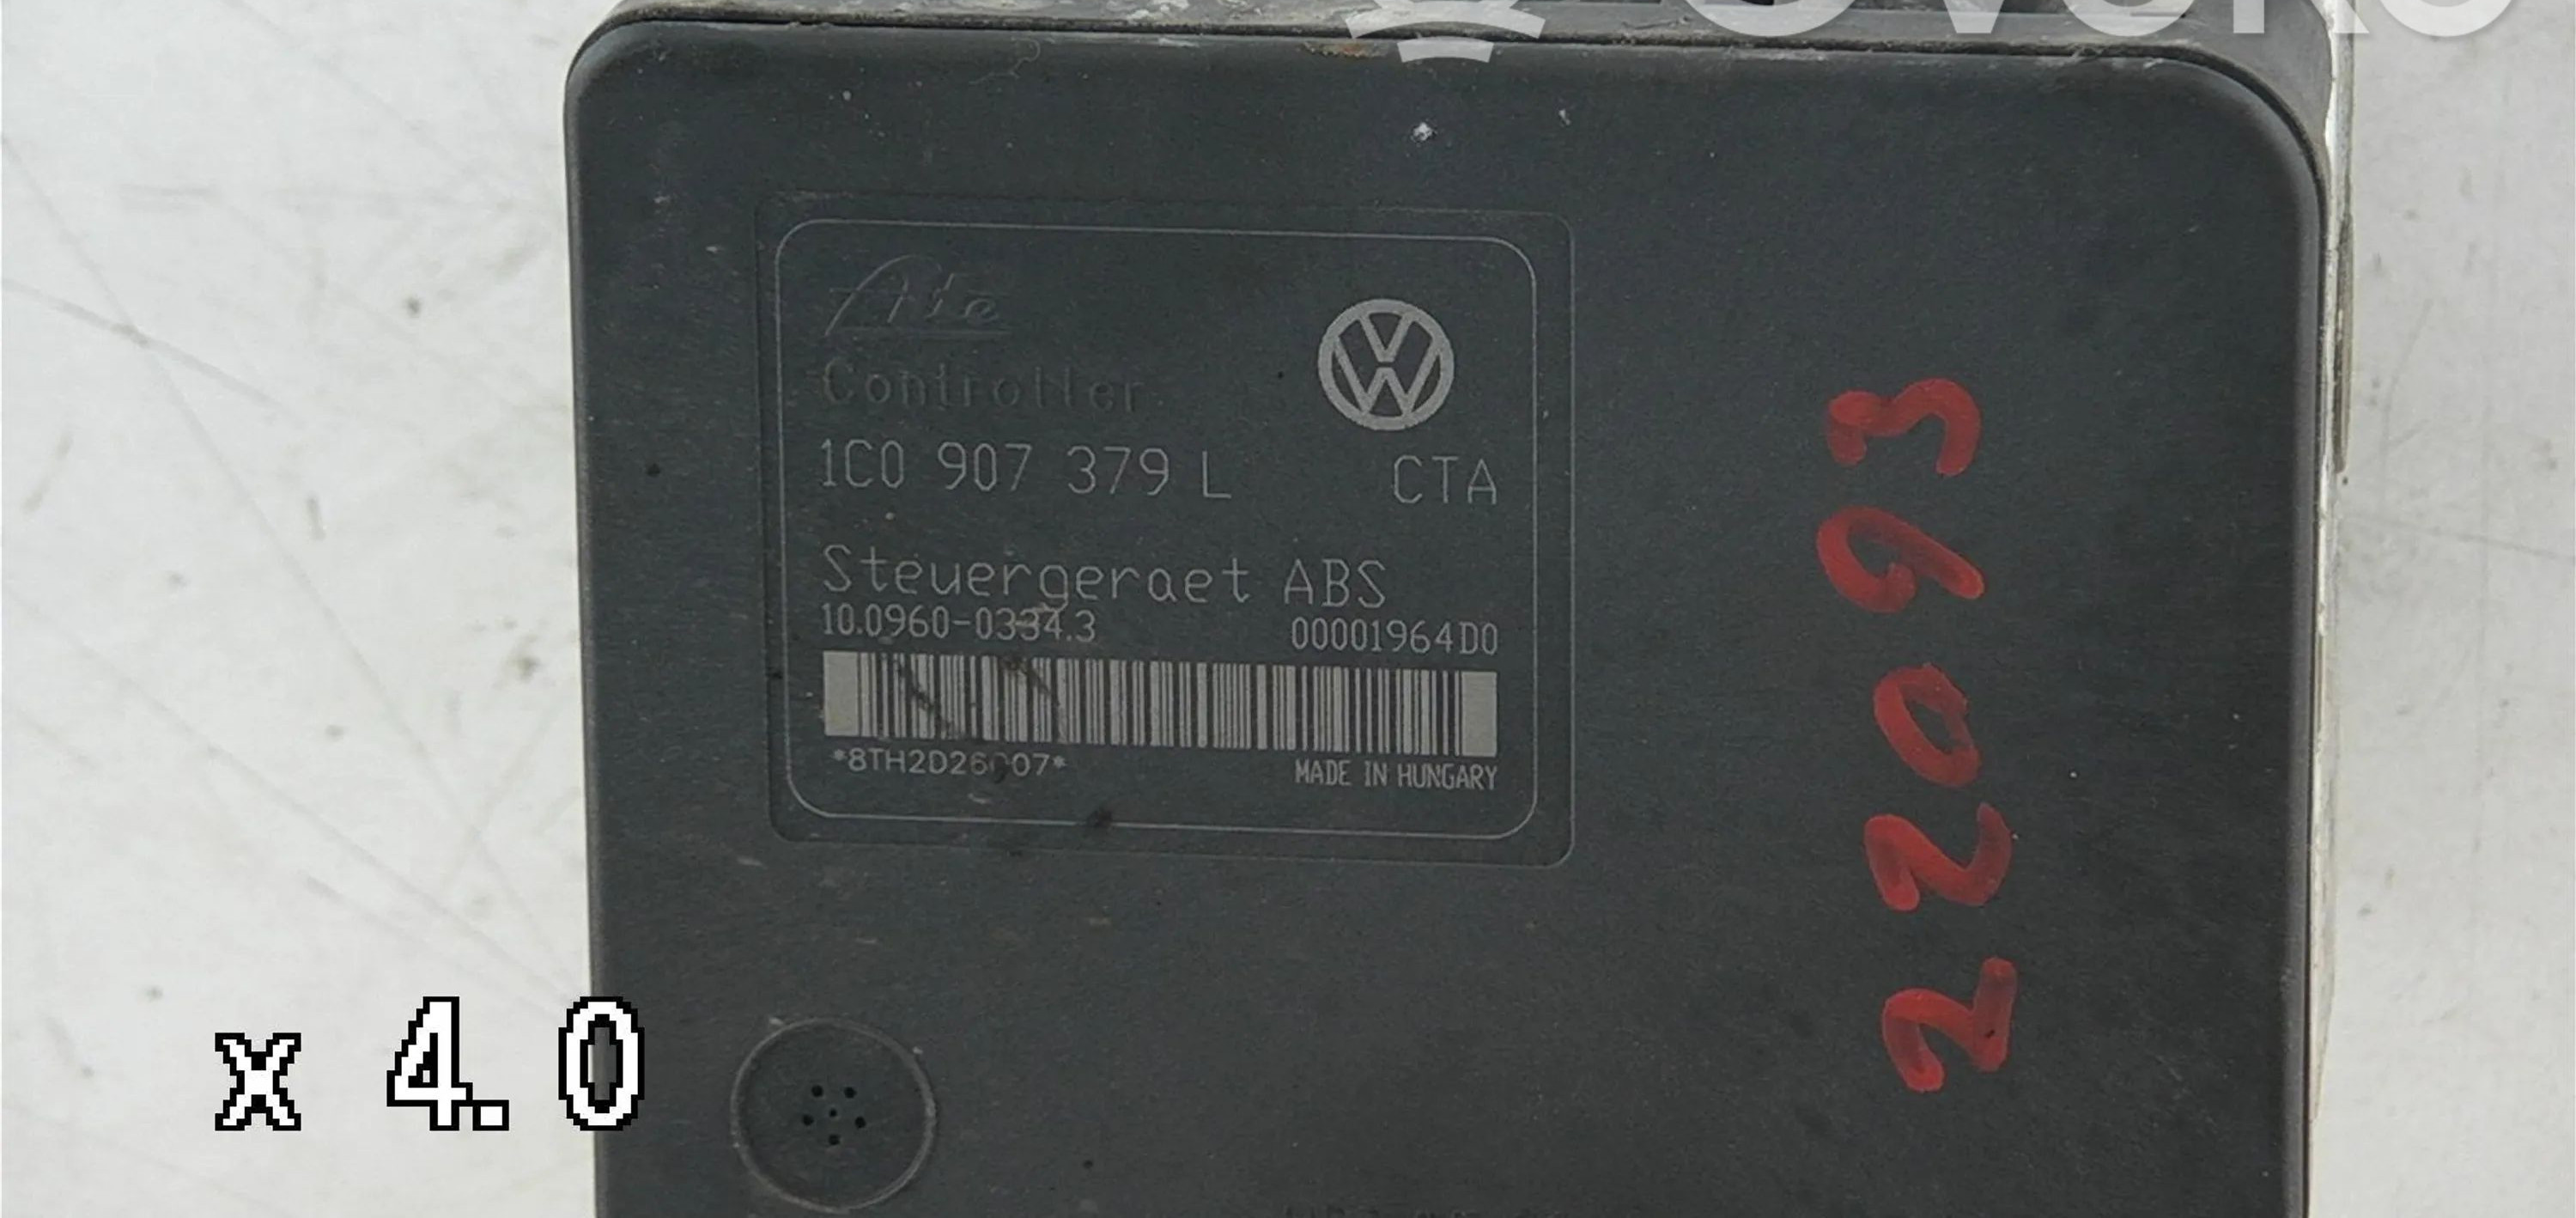 Ate
Controller
1C0 907 379 L CTA
Steuergeraet ABS
10.0960-0334.3 00001964D0
MADE IN HUNGARY
22093
x 4.0